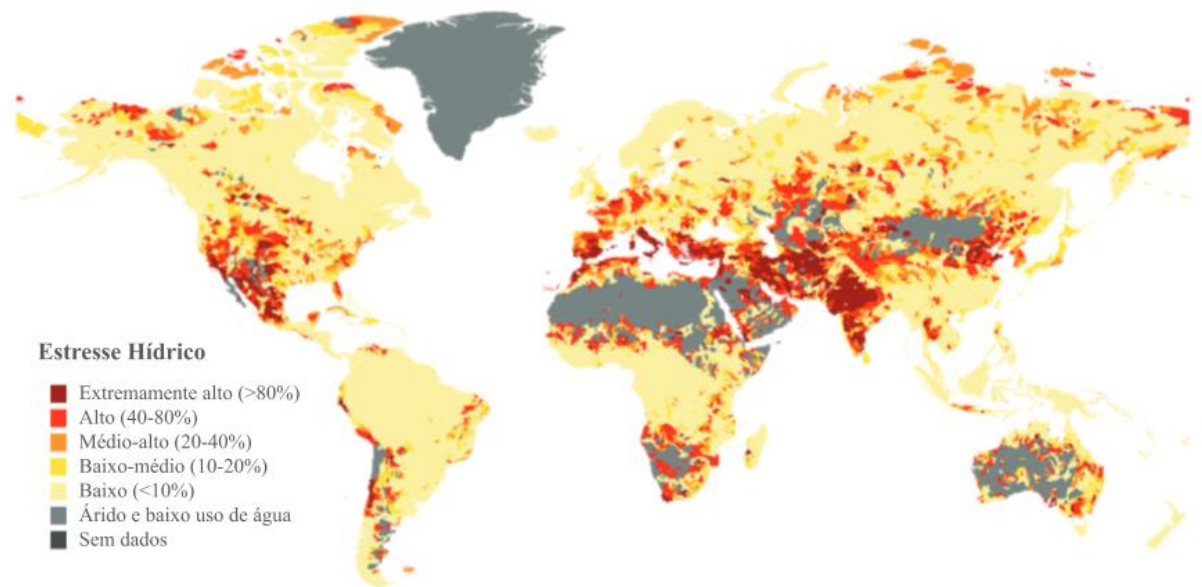 Estresse Hídrico
Extremamente alto (>80%)
Alto (40-80%)
Médio-alto (20-40%)
Baixo-médio (10-20%)
Baixo (<10%)
Árido e baixo uso de água
Sem dados